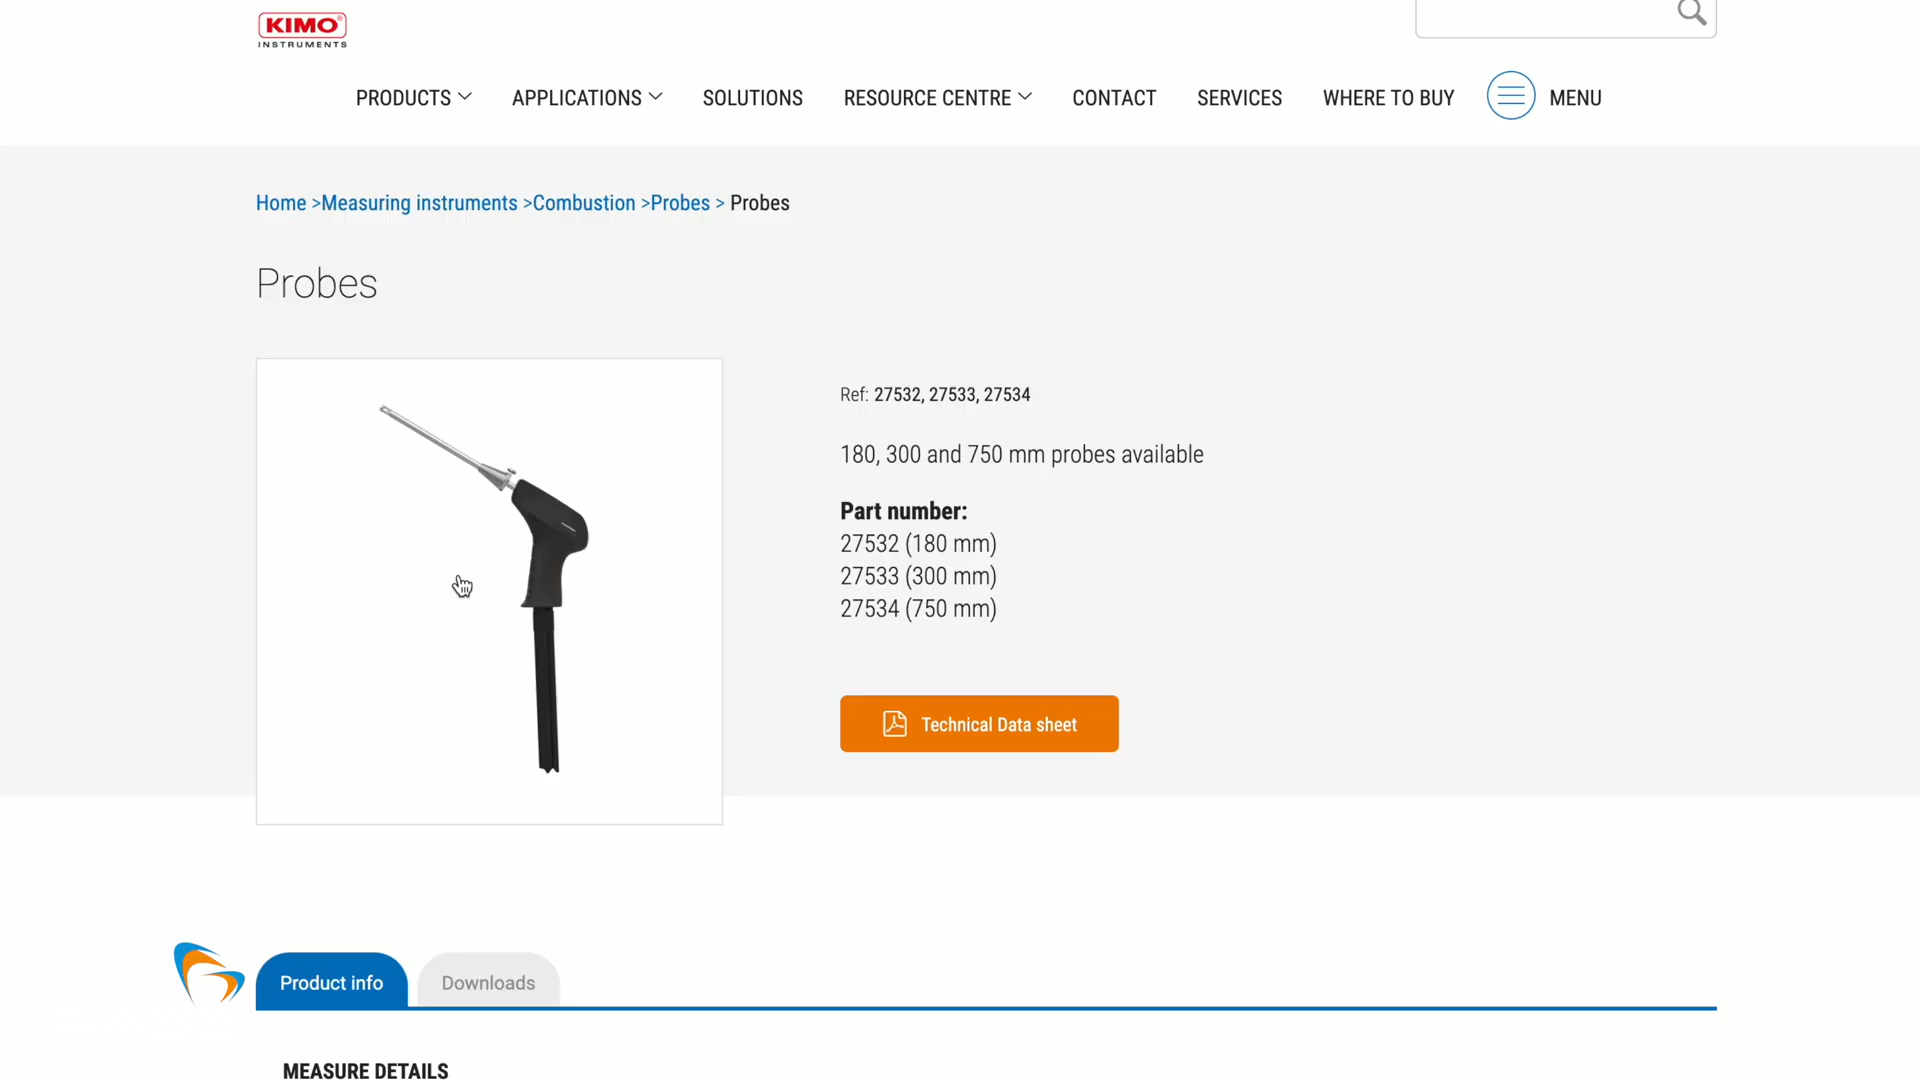 KIMO®
INSTRUMENTS
PRODUCTS APPLICATIONS SOLUTIONS RESOURCE CENTRE CONTACT SERVICES WHERE TO BUY MENU
Home >Measuring instruments >Combustion >Probes > Probes
Probes
Ref: 27532, 27533, 27534
180, 300 and 750 mm probes available
Part number:
27532 (180 mm)
27533 (300 mm)
27534 (750 mm)
Technical Data sheet
Product info Downloads
MEASURE DETAILS